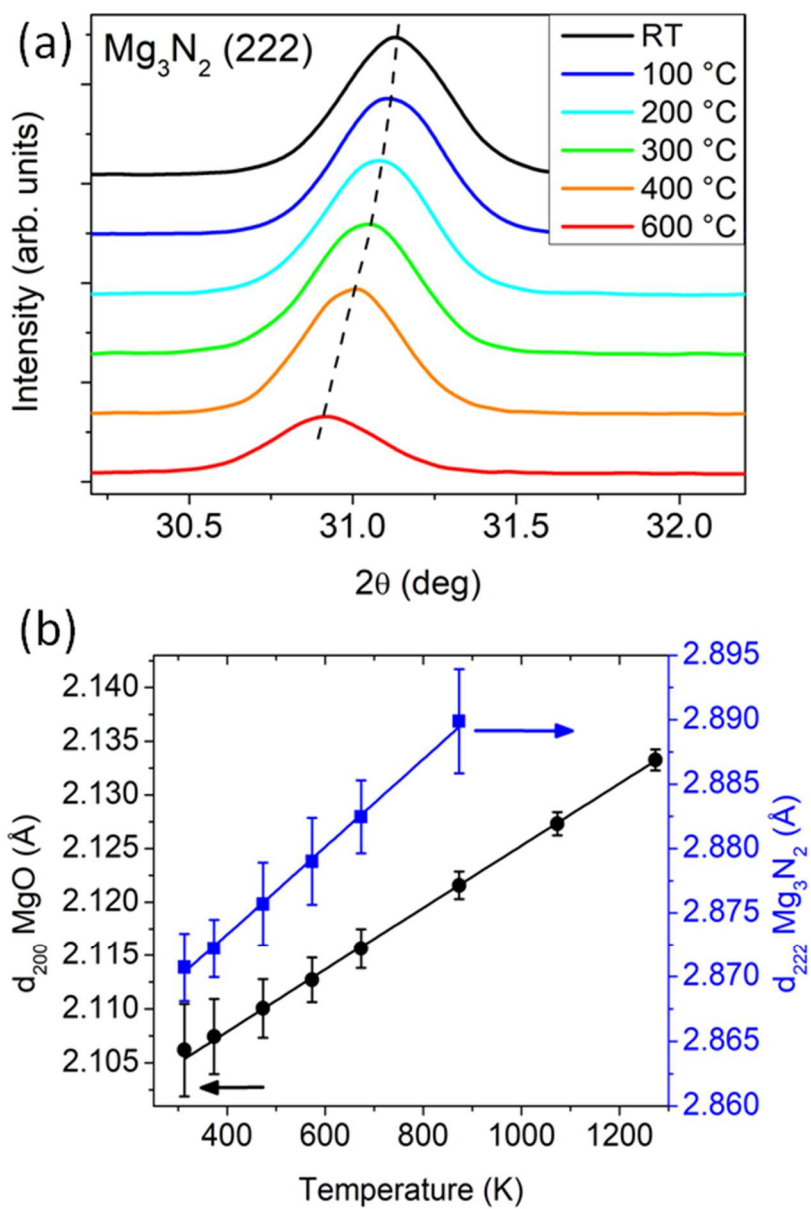 (a)
Mg₃N₂ (222)
RT
100 °C
200 °C
300 °C
400 °C
600 °C
Intensity (arb. units)
30.5 31.0 31.5 32.0
2θ (deg)
(b)
2.140
2.135
2.130
2.125
2.120
2.115
2.110
2.105
d₂₀₀ MgO (Å)
2.895
2.890
2.885
2.880
2.875
2.870
2.865
2.860
d₂₂₂ Mg₃N₂ (Å)
400 600 800 1000 1200
Temperature (K)